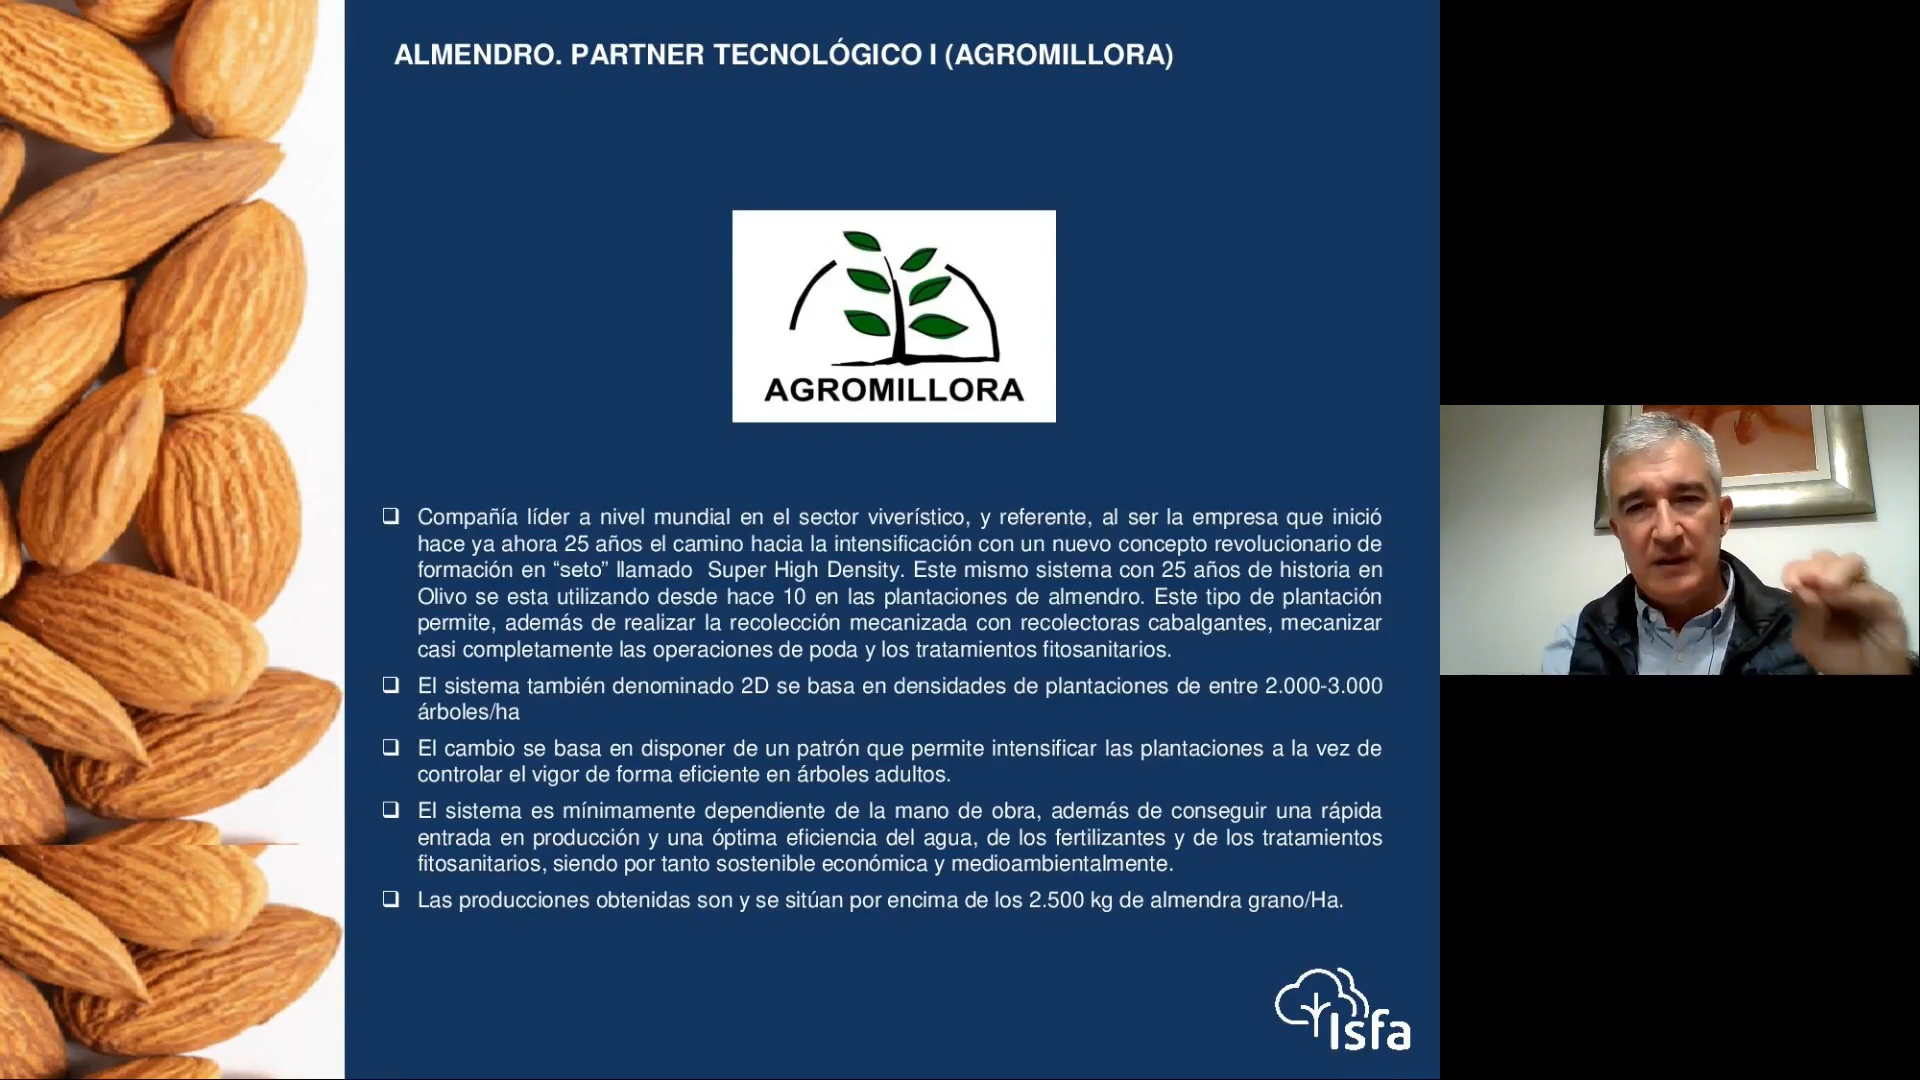 ALMENDRO. PARTNER TECNOLÓGICO I (AGROMILLORA)
AGROMILLORA
Compañía líder a nivel mundial en el sector viverístico, y referente, al ser la empresa que inició
hace ya ahora 25 años el camino hacia la intensificación con un nuevo concepto revolucionario de
formación en “seto” llamado Super High Density. Este mismo sistema con 25 años de historia en
Olivo se esta utilizando desde hace 10 en las plantaciones de almendro. Este tipo de plantación
permite, además de realizar la recolección mecanizada con recolectoras cabalgantes, mecanizar
casi completamente las operaciones de poda y los tratamientos fitosanitarios.
El sistema también denominado 2D se basa en densidades de plantaciones de entre 2.000-3.000
árboles/ha
El cambio se basa en disponer de un patrón que permite intensificar las plantaciones a la vez de
controlar el vigor de forma eficiente en árboles adultos.
El sistema es mínimamente dependiente de la mano de obra, además de conseguir una rápida
entrada en producción y una óptima eficiencia del agua, de los fertilizantes y de los tratamientos
fitosanitarios, siendo por tanto sostenible económica y medioambientalmente.
Las producciones obtenidas son y se sitúan por encima de los 2.500 kg de almendra grano/Ha.
Isfa